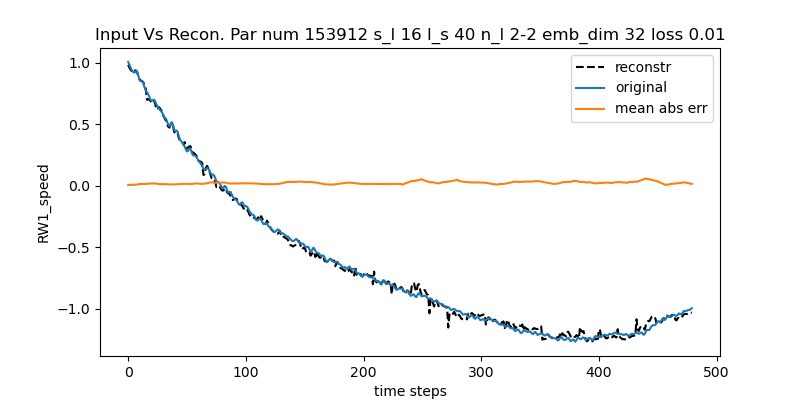 Input Vs Recon. Par num 153912 s_l 16 l_s 40 n_l 2-2 emb_dim 32 loss 0.01
reconstr
original
mean abs err
RW1_speed
1.0
0.5
0.0
−0.5
−1.0
0 100 200 300 400 500
time steps